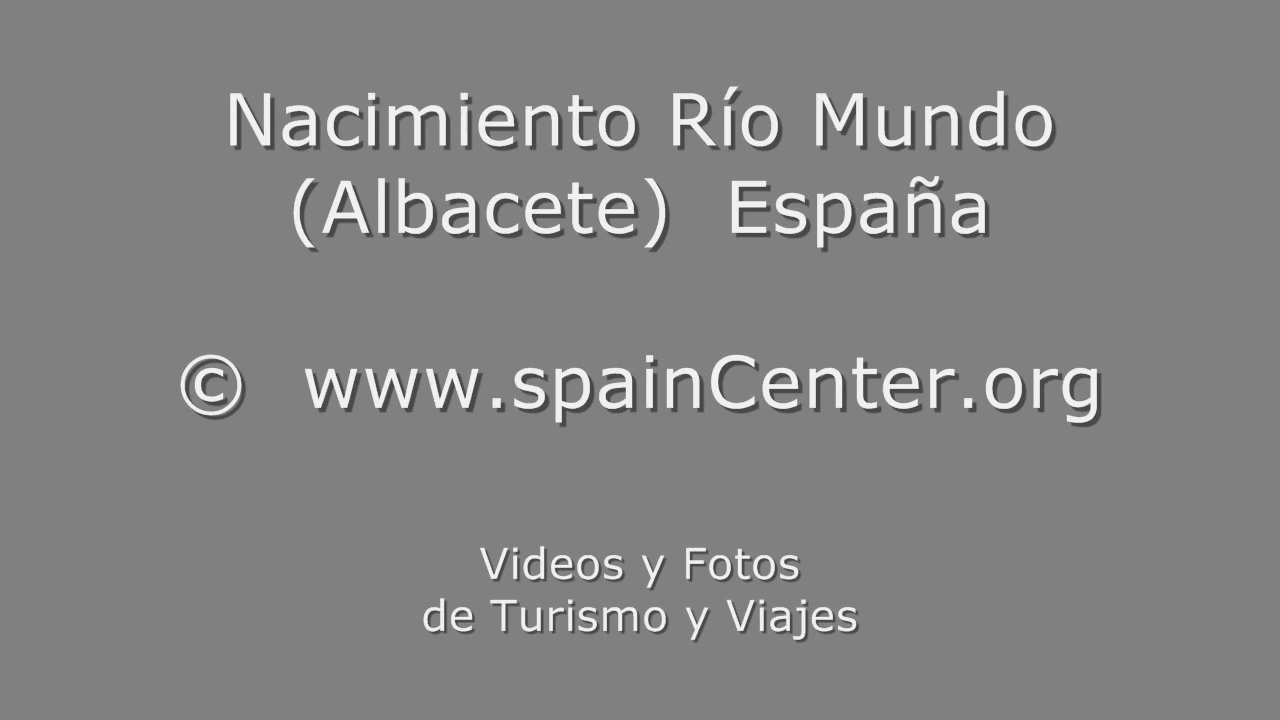 Nacimiento Río Mundo
(Albacete) España
© www.spainCenter.org
Videos y Fotos
de Turismo y Viajes